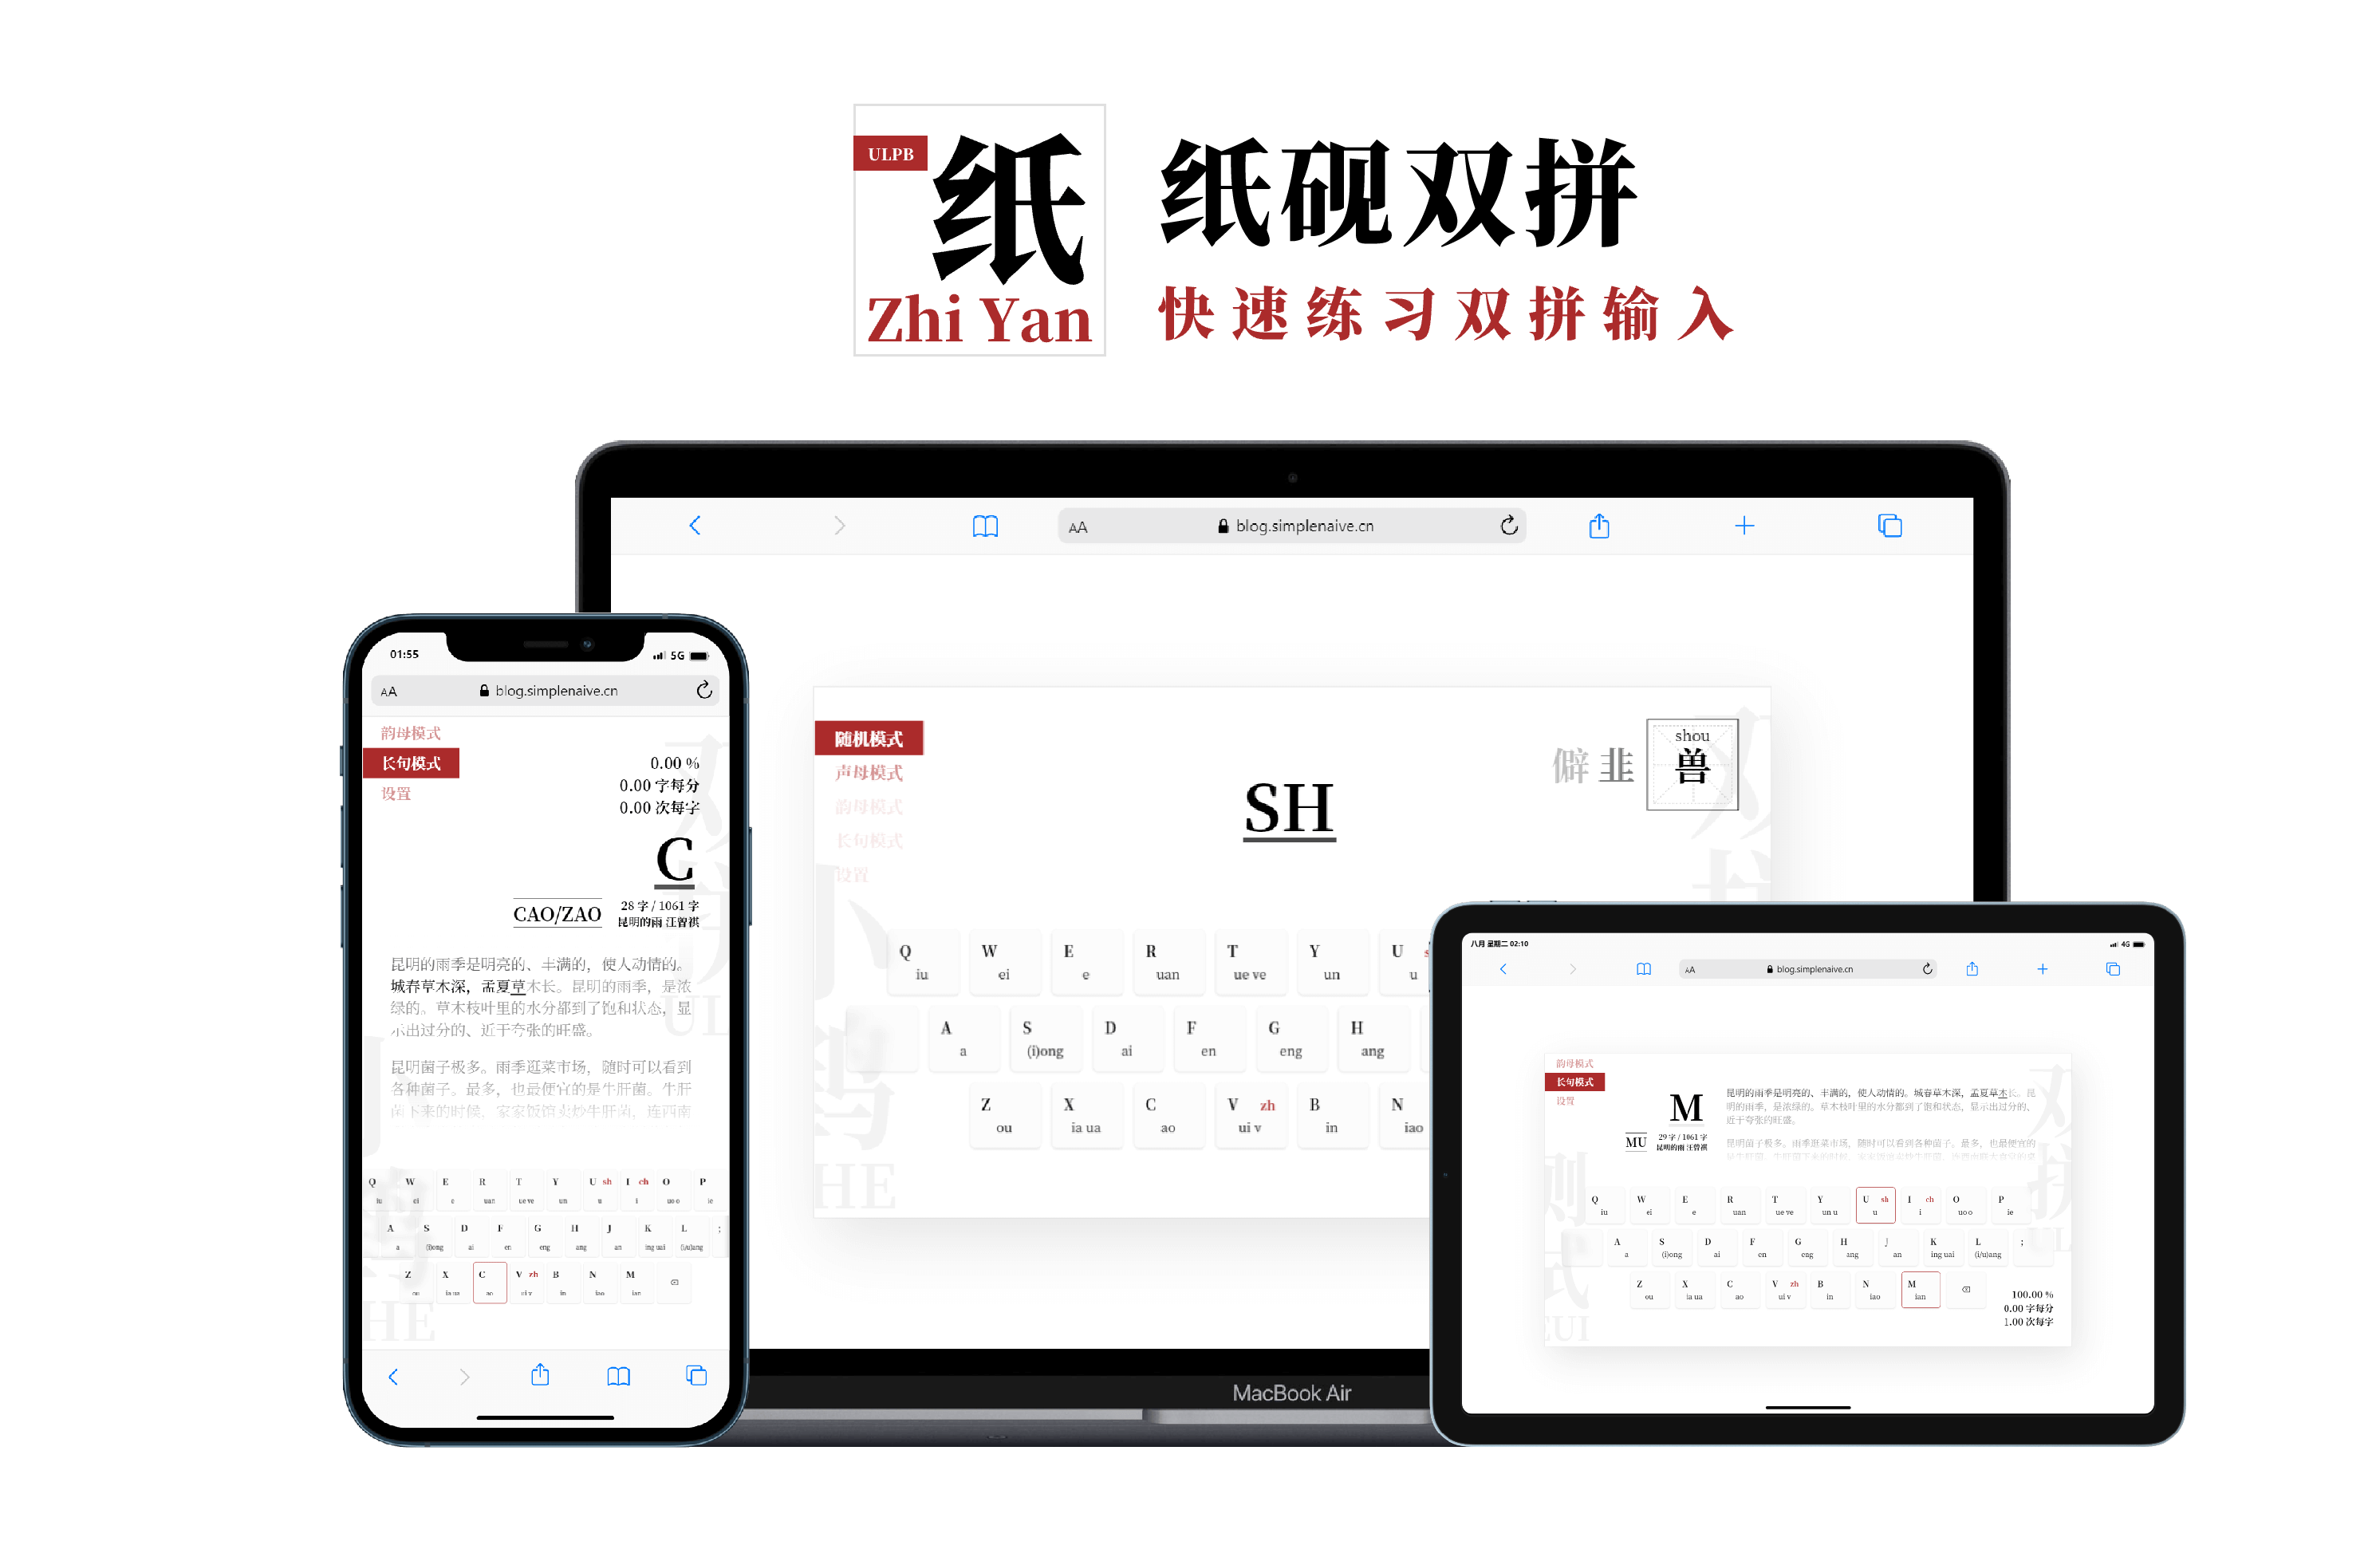 ULPB
纸
Zhi Yan
纸砚双拼
快速练习双拼输入
AA
blog.simplenaive.cn
随机模式
声母模式
韵母模式
长句模式
设置
SH
僻 韭
shou
兽
双
拼
小
鹤
HE
Q
iu
W
ei
E
e
R
uan
T
ue ve
Y
un
U
u
A
a
S
(i)ong
D
ai
F
en
G
eng
H
ang
Z
ou
X
ia ua
C
ao
V zh
ui v
B
in
N
iao
MacBook Air
01:55
5G
AA
blog.simplenaive.cn
韵母模式
长句模式
设置
0.00 %
0.00 字每分
0.00 次每字
C
CAO/ZAO
28 字 / 1061 字
昆明的雨 汪曾祺
双
拼
UL
昆明的雨季是明亮的、丰满的，使人动情的。
城春草木深，孟夏草木长。昆明的雨季，是浓
绿的。草木枝叶里的水分都到了饱和状态，显
示出过分的、近于夸张的旺盛。
昆明菌子极多。雨季逛菜市场，随时可以看到
各种菌子。最多，也最便宜的是牛肝菌。牛肝
菌下来的时候，家家饭馆卖炒牛肝菌，连西南
鹤
HE
Q
iu
W
ei
E
e
R
uan
T
ue ve
Y
un
U sh
u
I ch
i
O
uo o
P
ie
A
a
S
(i)ong
D
ai
F
en
G
eng
H
ang
J
an
K
ing uai
L
(i/u)ang
;
Z
ou
X
ia ua
C
ao
V zh
ui v
B
in
N
iao
M
ian
八月 星期二 02:10
4G
AA
blog.simplenaive.cn
韵母模式
长句模式
设置
M
MU
29 字 / 1061 字
昆明的雨 汪曾祺
昆明的雨季是明亮的、丰满的，使人动情的。城春草木深，孟夏草木长。昆
明的雨季，是浓绿的。草木枝叶里的水分都到了饱和状态，显示出过分的、
近于夸张的旺盛。
昆明菌子极多。雨季逛菜市场，随时可以看到各种菌子。最多，也最便宜的
双
拼
UL
Q
iu
W
ei
E
e
R
uan
T
ue ve
Y
un u
U sh
u
I ch
i
O
uo o
P
ie
A
a
S
(i)ong
D
ai
F
en
G
eng
H
ang
J
an
K
ing uai
L
(i/u)ang
;
Z
ou
X
ia ua
C
ao
V zh
ui v
B
in
N
iao
M
ian
100.00 %
0.00 字每分
1.00 次每字